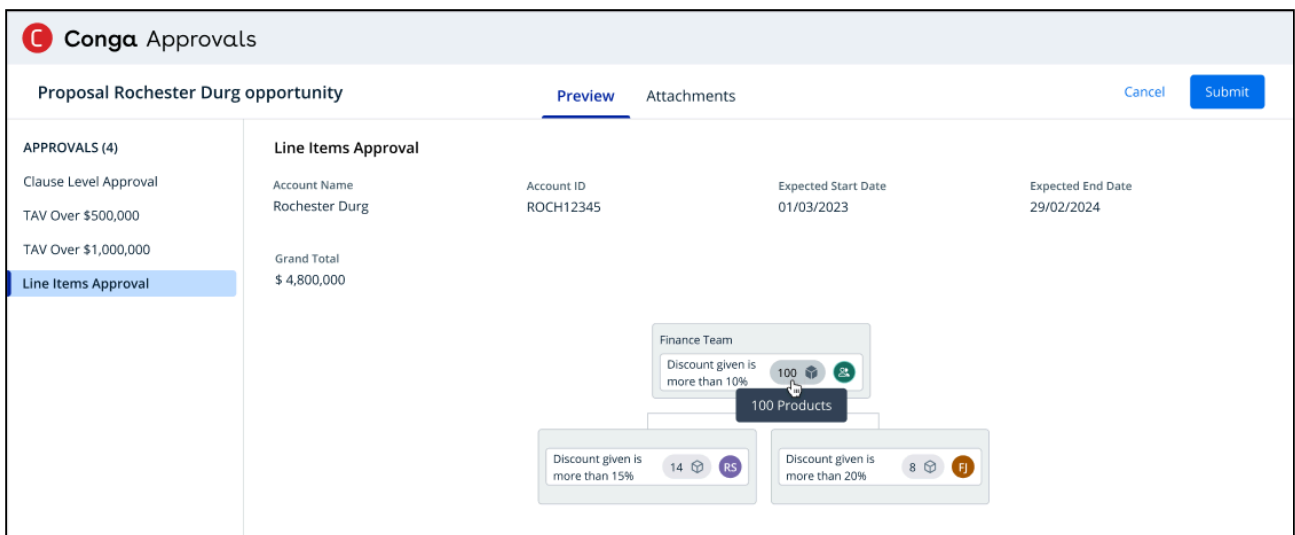 C Conga Approvals
Proposal Rochester Durg opportunity
Preview
Attachments
Cancel
Submit
APPROVALS (4)
Clause Level Approval
TAV Over $500,000
TAV Over $1,000,000
Line Items Approval
Line Items Approval
Account Name
Rochester Durg
Account ID
ROCH12345
Expected Start Date
01/03/2023
Expected End Date
29/02/2024
Grand Total
$ 4,800,000
Finance Team
Discount given is
more than 10%
100
100 Products
Discount given is
more than 15%
14
RS
Discount given is
more than 20%
8
FJ